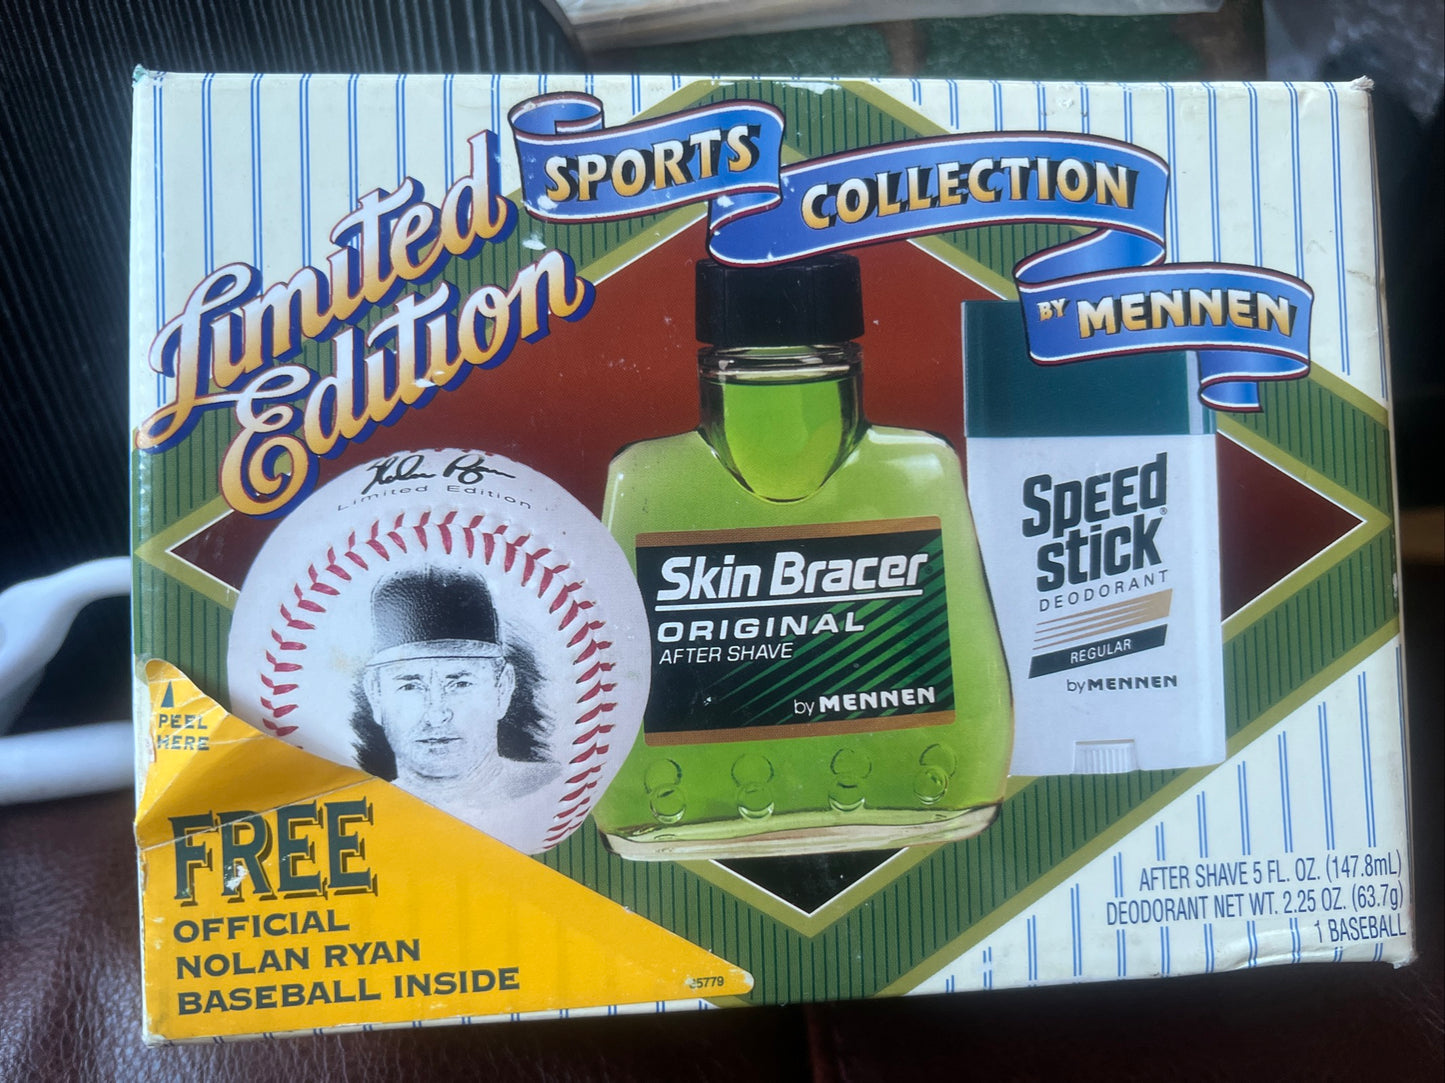 Limited
Edition
SPORTS
COLLECTION
BY MENNEN
Nolan Ryan
Limited Edition
Skin Bracer
ORIGINAL
AFTER SHAVE
by MENNEN
SPEED
STICK®
DEODORANT
REGULAR
by MENNEN
PEEL
HERE
FREE
OFFICIAL
NOLAN RYAN
BASEBALL INSIDE
AFTER SHAVE 5 FL. OZ. (147.8mL)
DEODORANT NET WT. 2.25 OZ. (63.7g)
1 BASEBALL